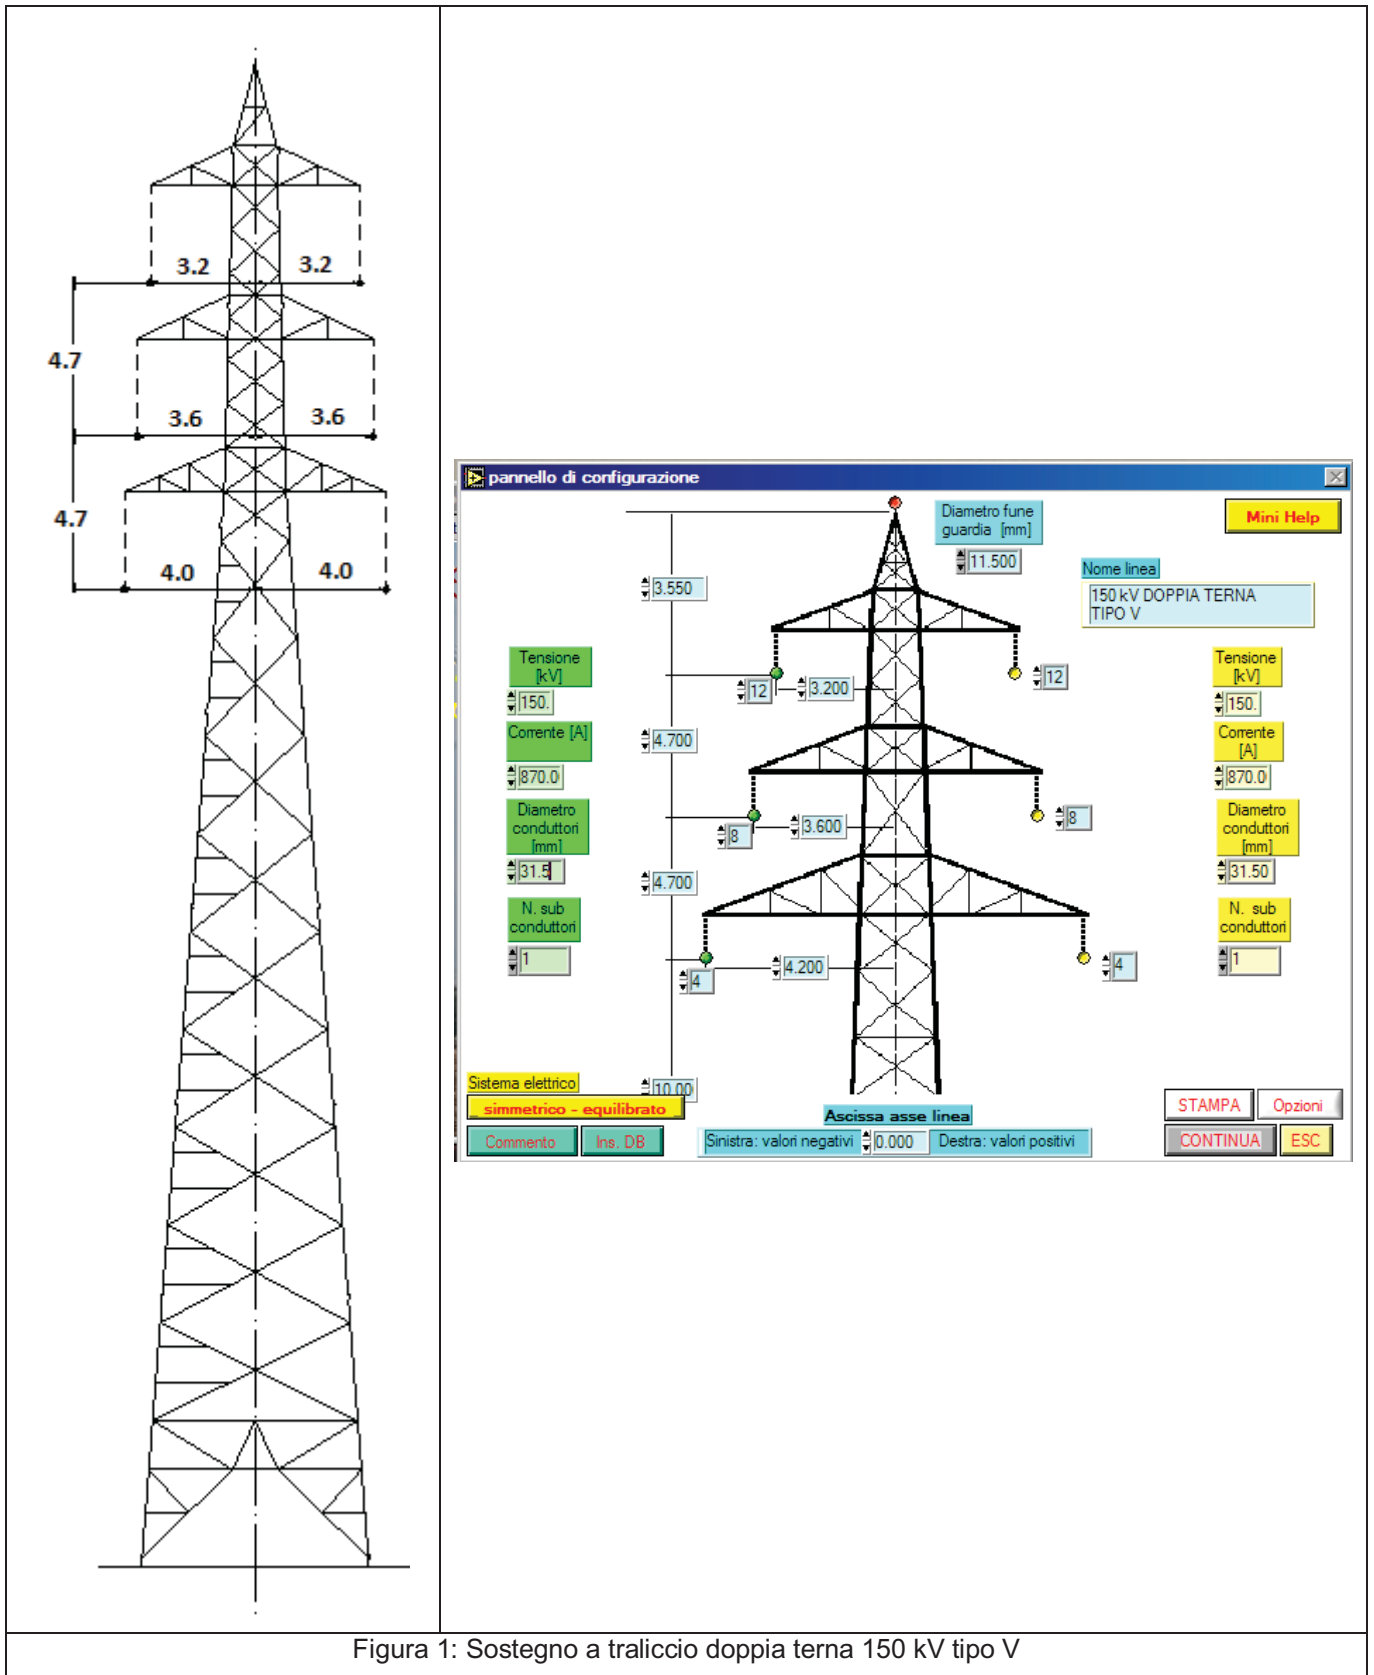 3.2 3.2
4.7
3.6 3.6
4.7
4.0 4.0
pannello di configurazione
Diametro fune
guardia [mm]
11.500
Mini Help
Nome linea
150 kV DOPPIA TERNA
TIPO V
3.550
Tensione
[kV]
150.
Corrente [A]
870.0
Diametro
conduttori
[mm]
31.5
N. sub
conduttori
1
12
3.200
12
4.700
8
3.600
8
4.700
4
4.200
4
10.00
Tensione
[kV]
150.
Corrente
[A]
870.0
Diametro
conduttori
[mm]
31.50
N. sub
conduttori
1
Sistema elettrico
simmetrico - equilibrato
Commento
Ins. DB
Ascissa asse linea
Sinistra: valori negativi 0.000 Destra: valori positivi
STAMPA
Opzioni
CONTINUA
ESC
Figura 1: Sostegno a traliccio doppia terna 150 kV tipo V